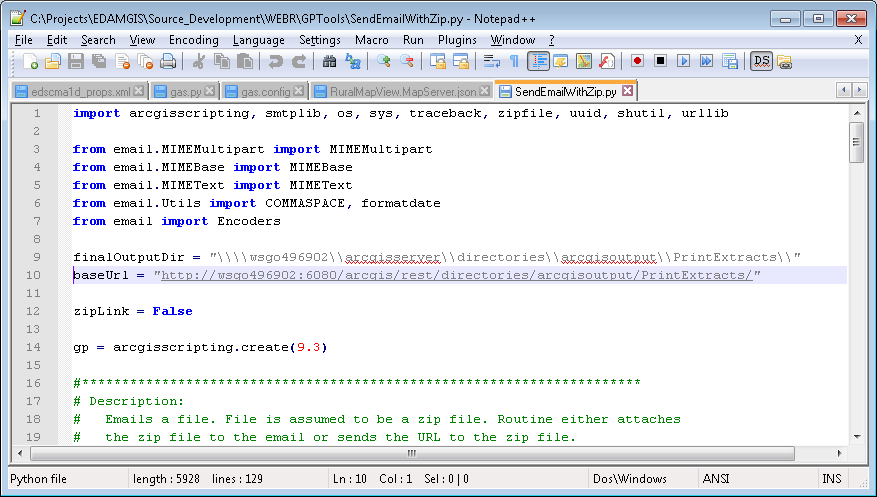 C:\Projects\EDAMGIS\Source_Development\WEBR\GPTools\SendEmailWithZip.py - Notepad++
File Edit Search View Encoding Language Settings Macro Run Plugins Window ? X
edscma1d_props.xml gas.py gas.config RuralMapView.MapServer.json SendEmailWithZip.py
1 import arcgisscripting, smtplib, os, sys, traceback, zipfile, uuid, shutil, urllib
2
3 from email.MIMEMultipart import MIMEMultipart
4 from email.MIMEBase import MIMEBase
5 from email.MIMEText import MIMEText
6 from email.Utils import COMMASPACE, formatdate
7 from email import Encoders
8
9 finalOutputDir = "\\\\wsgo496902\\arcgisserver\\directories\\arcgisoutput\\PrintExtracts\\"
10 baseUrl = "http://wsgo496902:6080/arcgis/rest/directories/arcgisoutput/PrintExtracts/"
11
12 zipLink = False
13
14 gp = arcgisscripting.create(9.3)
15
16 #**********************************************************************
17 # Description:
18 #   Emails a file. File is assumed to be a zip file. Routine either attaches
19 #   the zip file to the email or sends the URL to the zip file.
Python file length : 5928 lines : 129 Ln : 10 Col : 1 Sel : 0 | 0 Dos\Windows ANSI INS